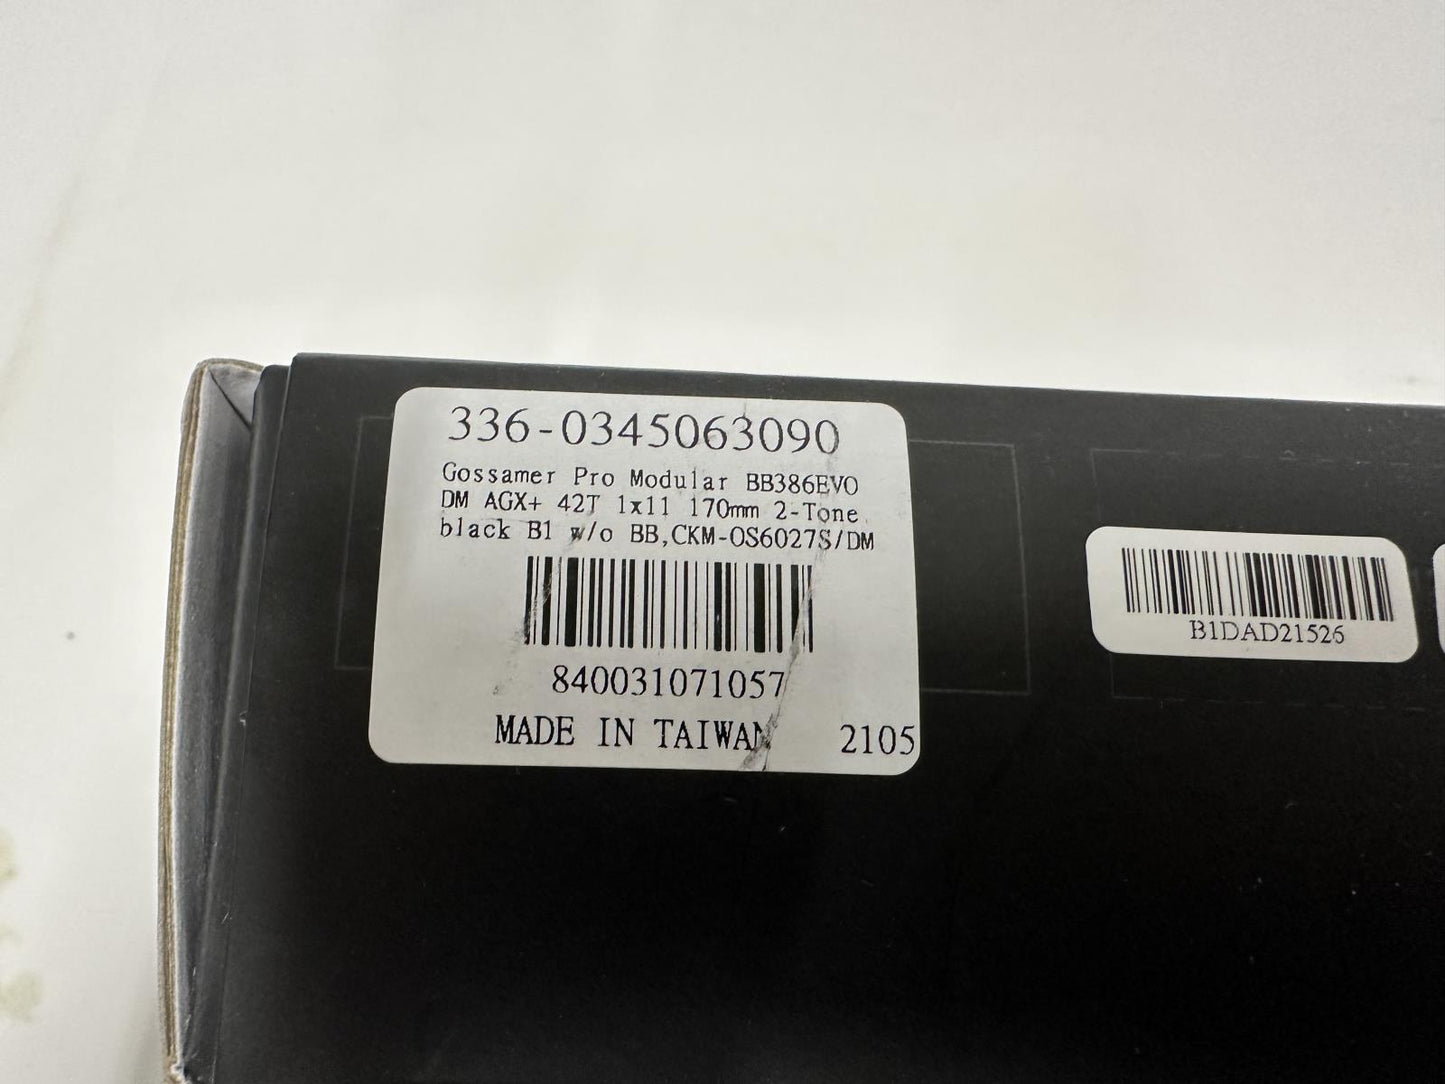 336-0345063090
Gossamer Pro Modular BB386EVO
DM AGX+ 42T 1x11 170mm 2-Tone
black B1 w/o BB,CKM-OS6027S/DM
840031071057
MADE IN TAIWAN 2105
B1DAD21526